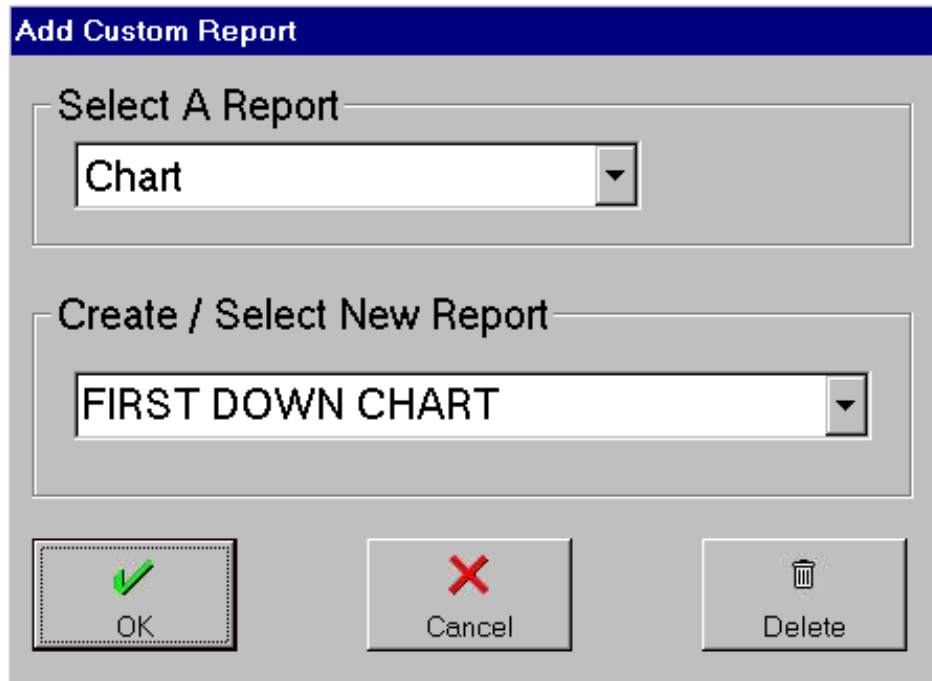 Add Custom Report
Select A Report
Chart
Create / Select New Report
FIRST DOWN CHART
OK
Cancel
Delete